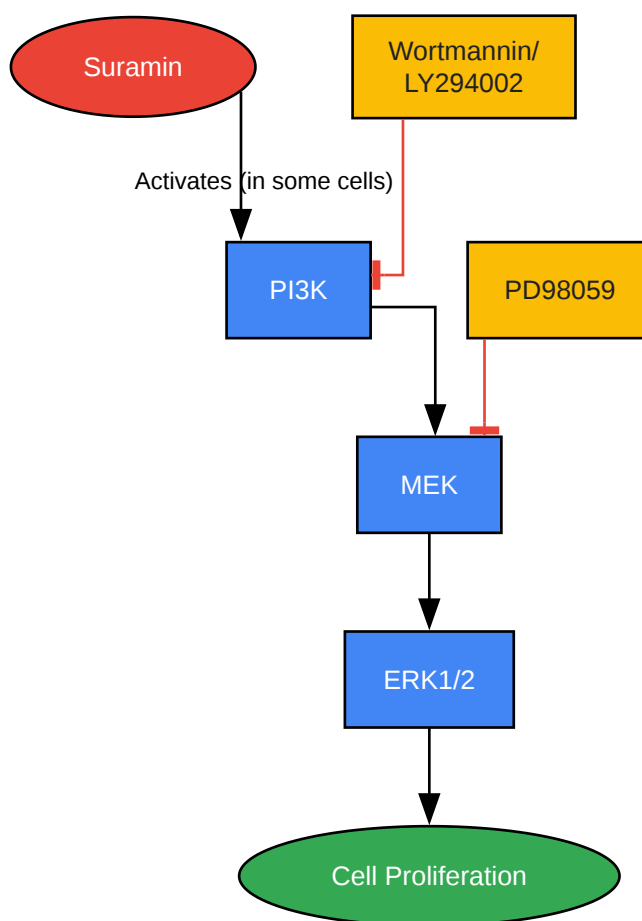 Suramin
Wortmannin/
LY294002
Activates (in some cells)
PI3K
PD98059
MEK
ERK1/2
Cell Proliferation